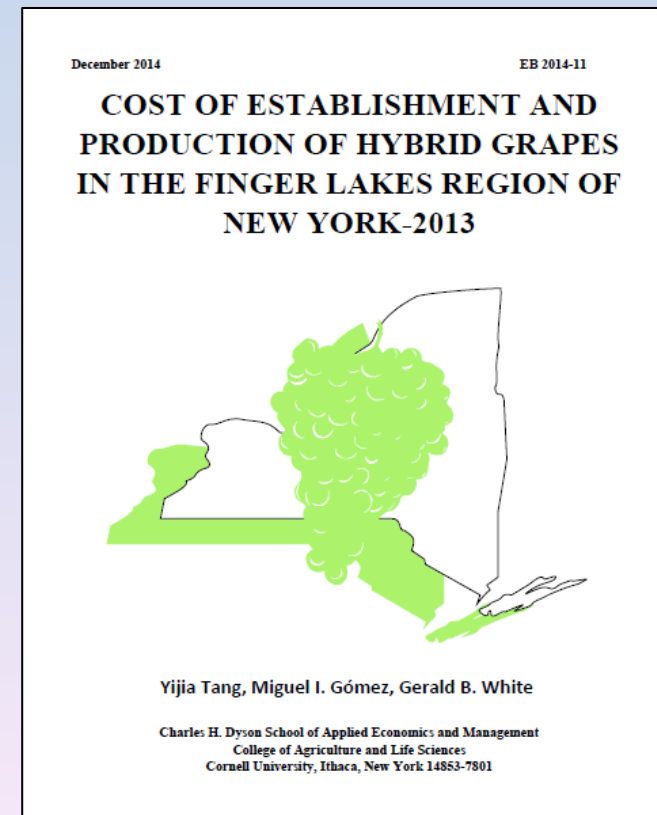 December 2014 EB 2014-11
COST OF ESTABLISHMENT AND
PRODUCTION OF HYBRID GRAPES
IN THE FINGER LAKES REGION OF
NEW YORK-2013
Yijia Tang, Miguel I. Gómez, Gerald B. White
Charles H. Dyson School of Applied Economics and Management
College of Agriculture and Life Sciences
Cornell University, Ithaca, New York 14853-7801